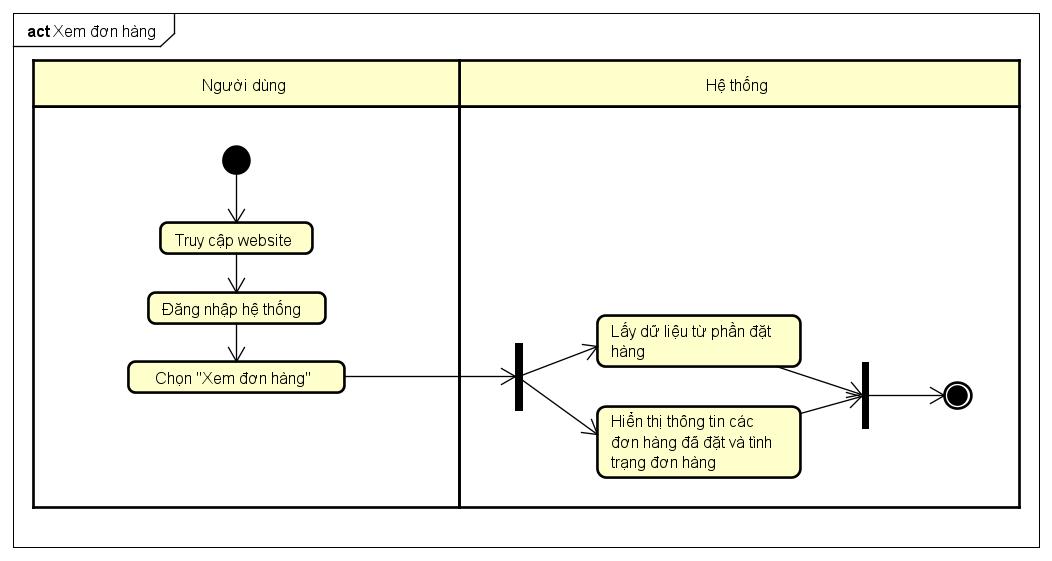 act Xem đơn hàng
Người dùng
Hệ thống
Truy cập website
Đăng nhập hệ thống
Chọn "Xem đơn hàng"
Lấy dữ liệu từ phần đặt
hàng
Hiển thị thông tin các
đơn hàng đã đặt và tình
trạng đơn hàng